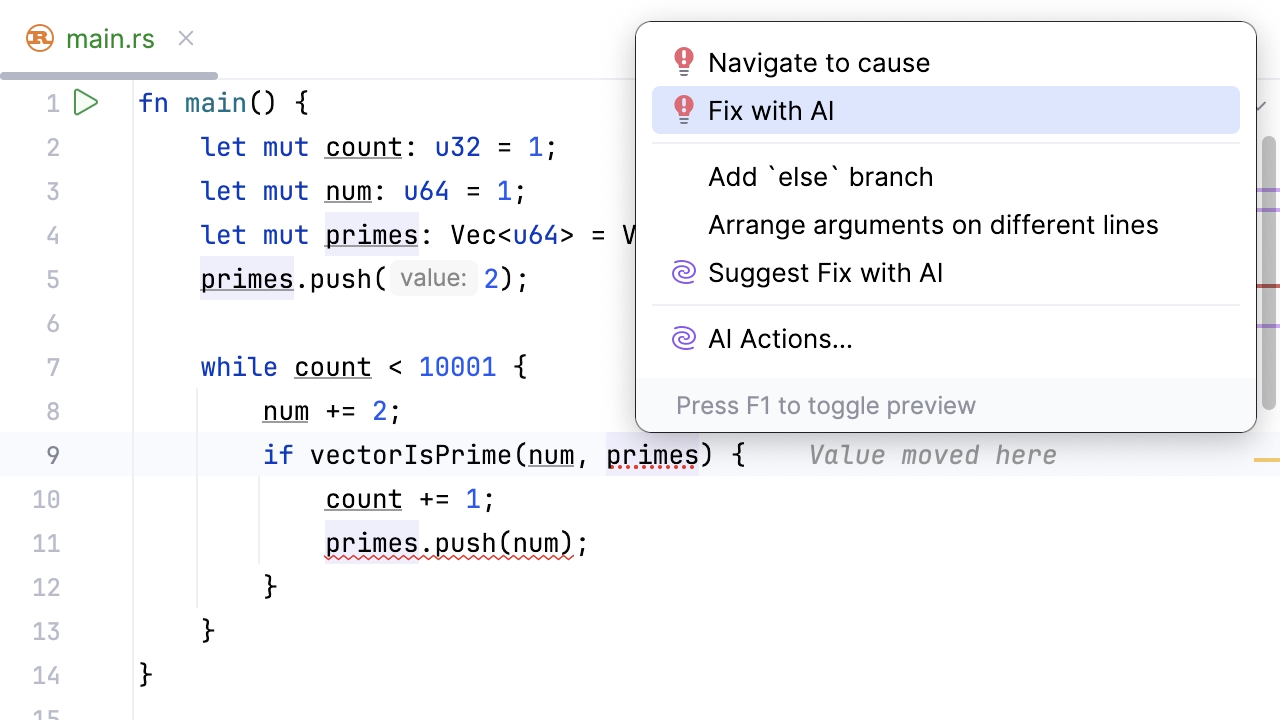 main.rs
1 fn main() {
2 let mut count: u32 = 1;
3 let mut num: u64 = 1;
4 let mut primes: Vec<u64> = V
5 primes.push( value: 2);
6
7 while count < 10001 {
8 num += 2;
9 if vectorIsPrime(num, primes) { Value moved here
10 count += 1;
11 primes.push(num);
12 }
13 }
14 }
15
Navigate to cause
Fix with AI
Add `else` branch
Arrange arguments on different lines
Suggest Fix with AI
AI Actions...
Press F1 to toggle preview